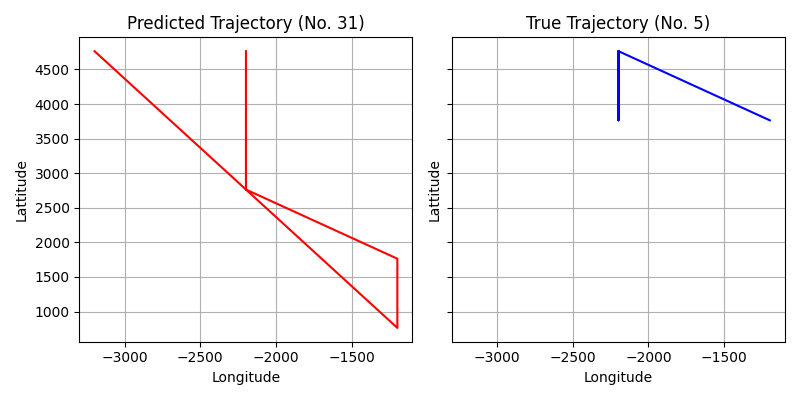 Predicted Trajectory (No. 31)
True Trajectory (No. 5)
Lattitude
4500
4000
3500
3000
2500
2000
1500
1000
−3000 −2500 −2000 −1500
Longitude
Lattitude
−3000 −2500 −2000 −1500
Longitude